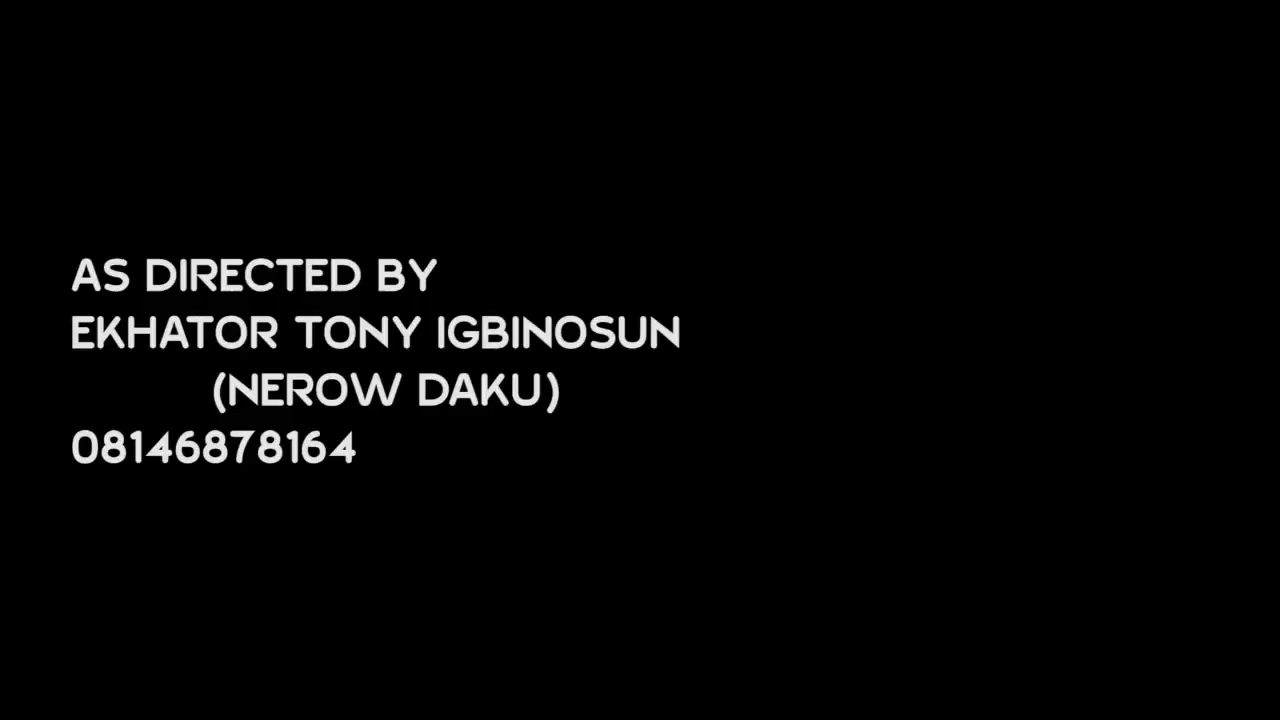 AS DIRECTED BY
EKHATOR TONY IGBINOSUN
(NEROW DAKU)
08146878164